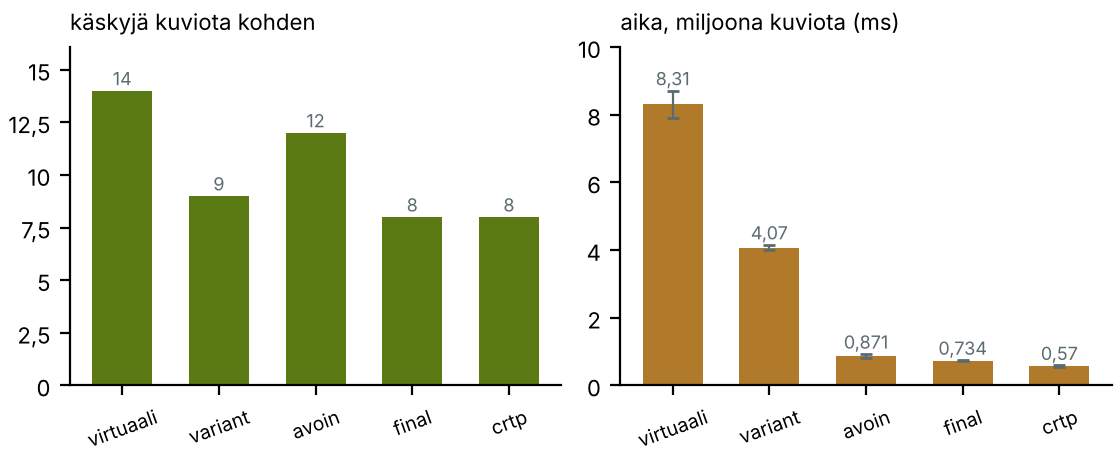 käskyjä kuviota kohden
15
12,5
10
7,5
5
2,5
0
14
9
12
8
8
virtuaali
variant
avoin
final
crtp
aika, miljoona kuviota (ms)
10
8
6
4
2
0
8,31
4,07
0,871
0,734
0,57
virtuaali
variant
avoin
final
crtp